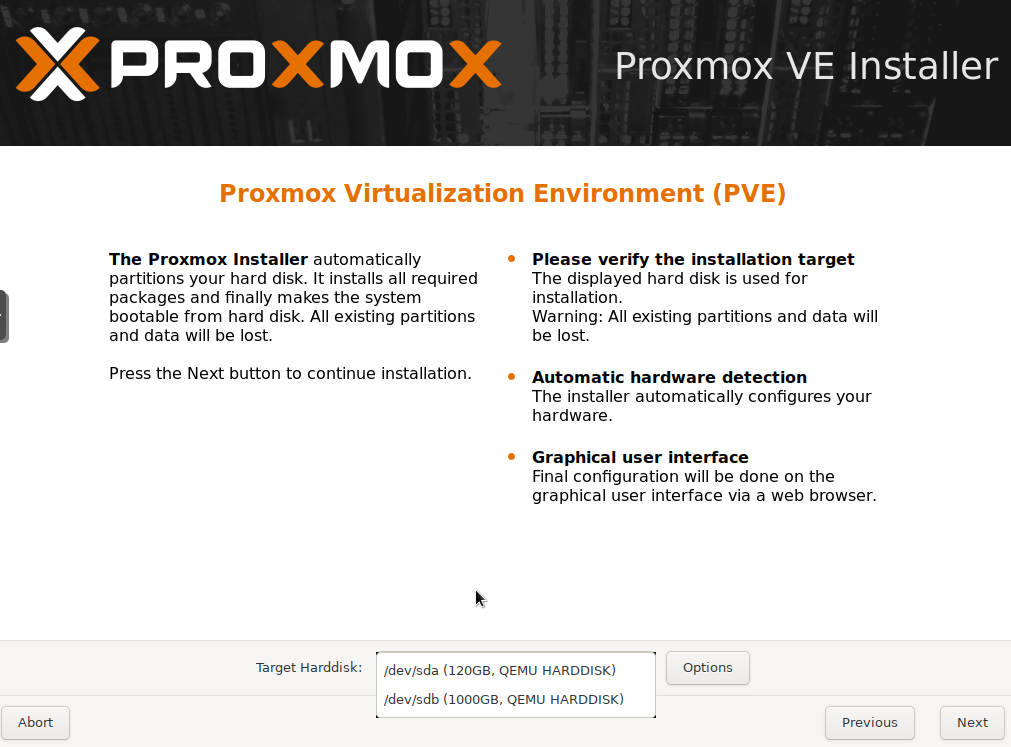 PROXMOX
Proxmox VE Installer
Proxmox Virtualization Environment (PVE)
The Proxmox Installer automatically
partitions your hard disk. It installs all required
packages and finally makes the system
bootable from hard disk. All existing partitions
and data will be lost.
Press the Next button to continue installation.
Please verify the installation target
The displayed hard disk is used for
installation.
Warning: All existing partitions and data will
be lost.
Automatic hardware detection
The installer automatically configures your
hardware.
Graphical user interface
Final configuration will be done on the
graphical user interface via a web browser.
Target Harddisk:
/dev/sda (120GB, QEMU HARDDISK)
/dev/sdb (1000GB, QEMU HARDDISK)
Options
Abort
Previous
Next